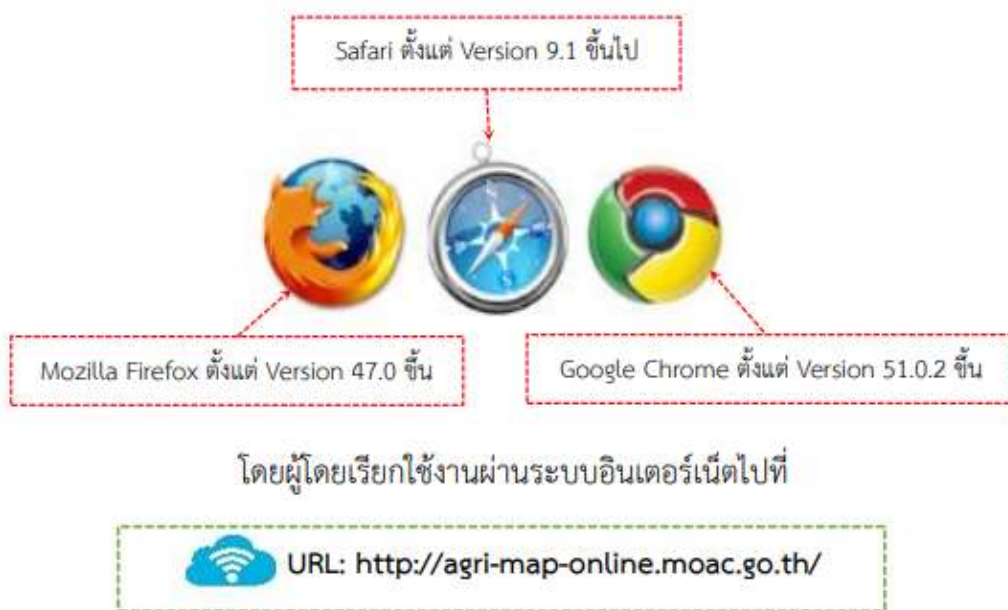 Safari ตั้งแต่ Version 9.1 ขึ้นไป
N
S
Mozilla Firefox ตั้งแต่ Version 47.0 ขึ้น
Google Chrome ตั้งแต่ Version 51.0.2 ขึ้น
โดยผู้โดยเรียกใช้งานผ่านระบบอินเตอร์เน็ตไปที่
URL: http://agri-map-online.moac.go.th/